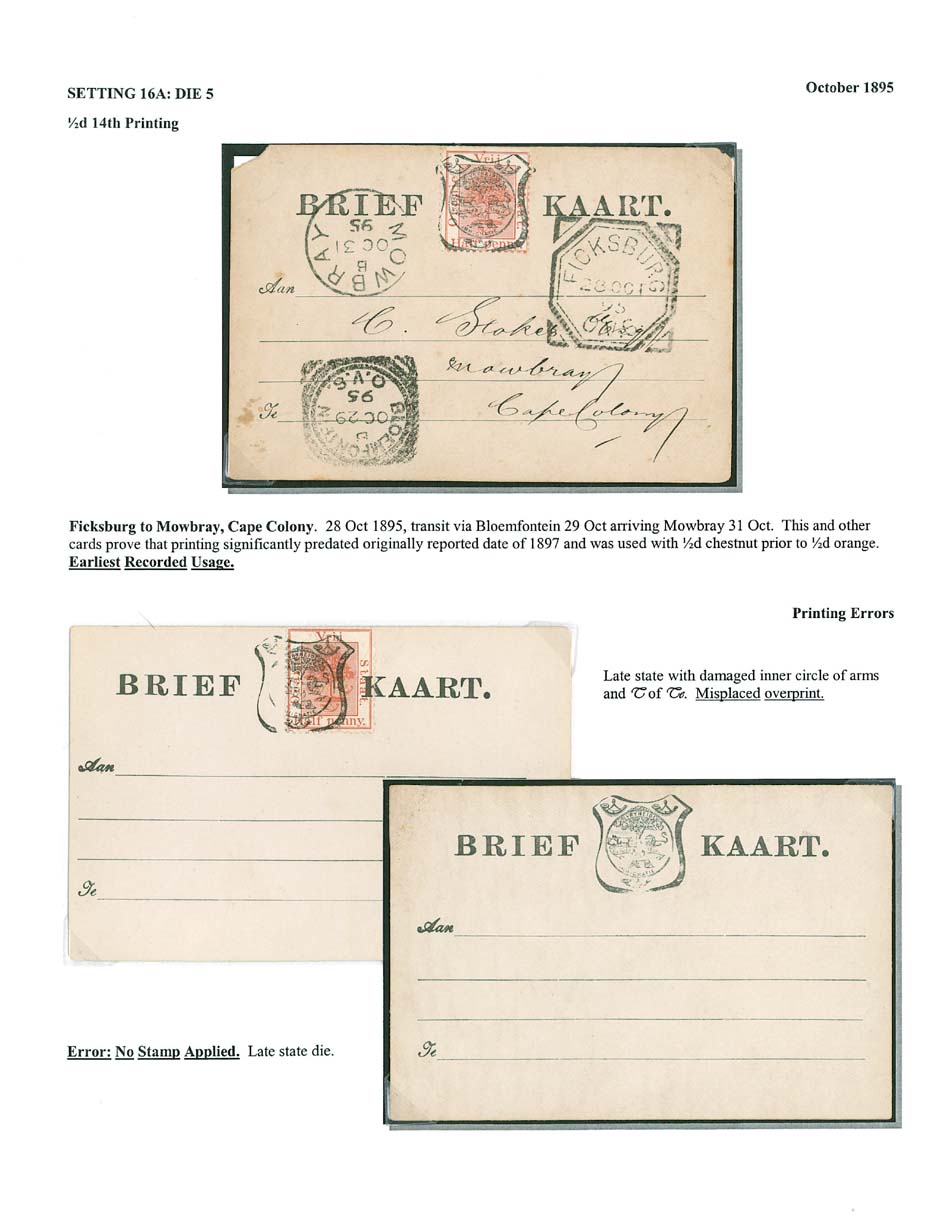 SETTING 16A: DIE 5
October 1895
½d 14th Printing
Vrij
BRIEF KAART.
Half penny
MOWBRAY
B
OC 31
95
FICKSBURG
28 OCT
95
Aan
C. Stokes
Mowbray
Te
Cape Colony
BLOEMFONTEIN
B
OC 29
95
O.V.S.
Ficksburg to Mowbray, Cape Colony. 28 Oct 1895, transit via Bloemfontein 29 Oct arriving Mowbray 31 Oct. This and other
cards prove that printing significantly predated originally reported date of 1897 and was used with ½d chestnut prior to ½d orange.
Earliest Recorded Usage.
Printing Errors
Vrij
Staat.
BRIEF KAART.
Half penny.
Aan
Te
Late state with damaged inner circle of arms
and T of Te. Misplaced overprint.
BRIEF KAART.
Aan
Te
Error: No Stamp Applied. Late state die.